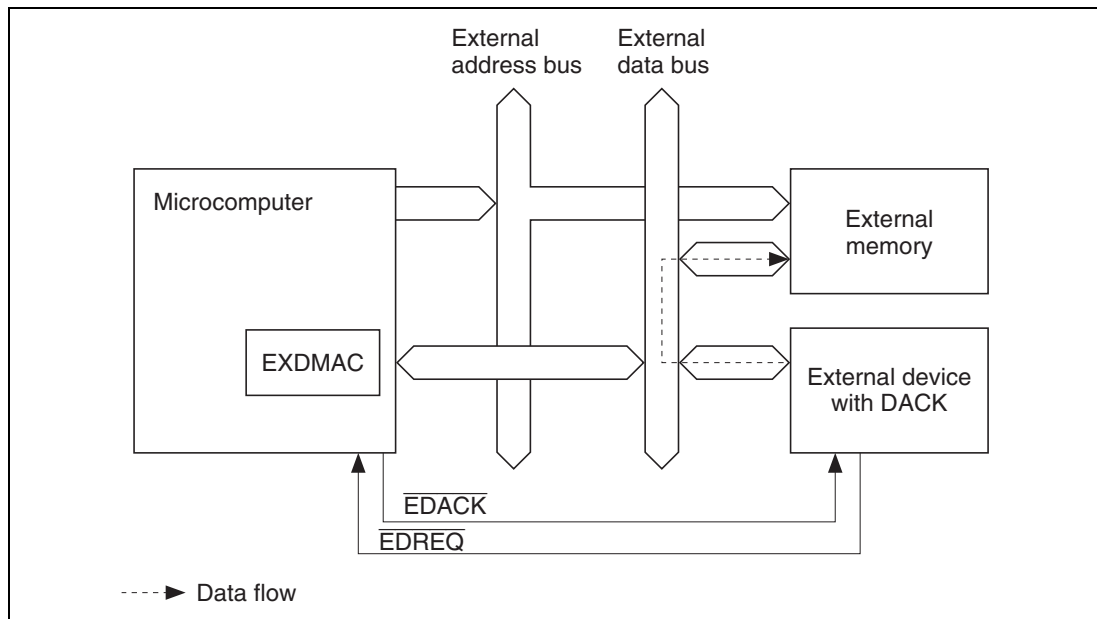 External
address bus
External
data bus
Microcomputer
External
memory
EXDMAC
External device
with DACK
EDACK
EDREQ
Data flow